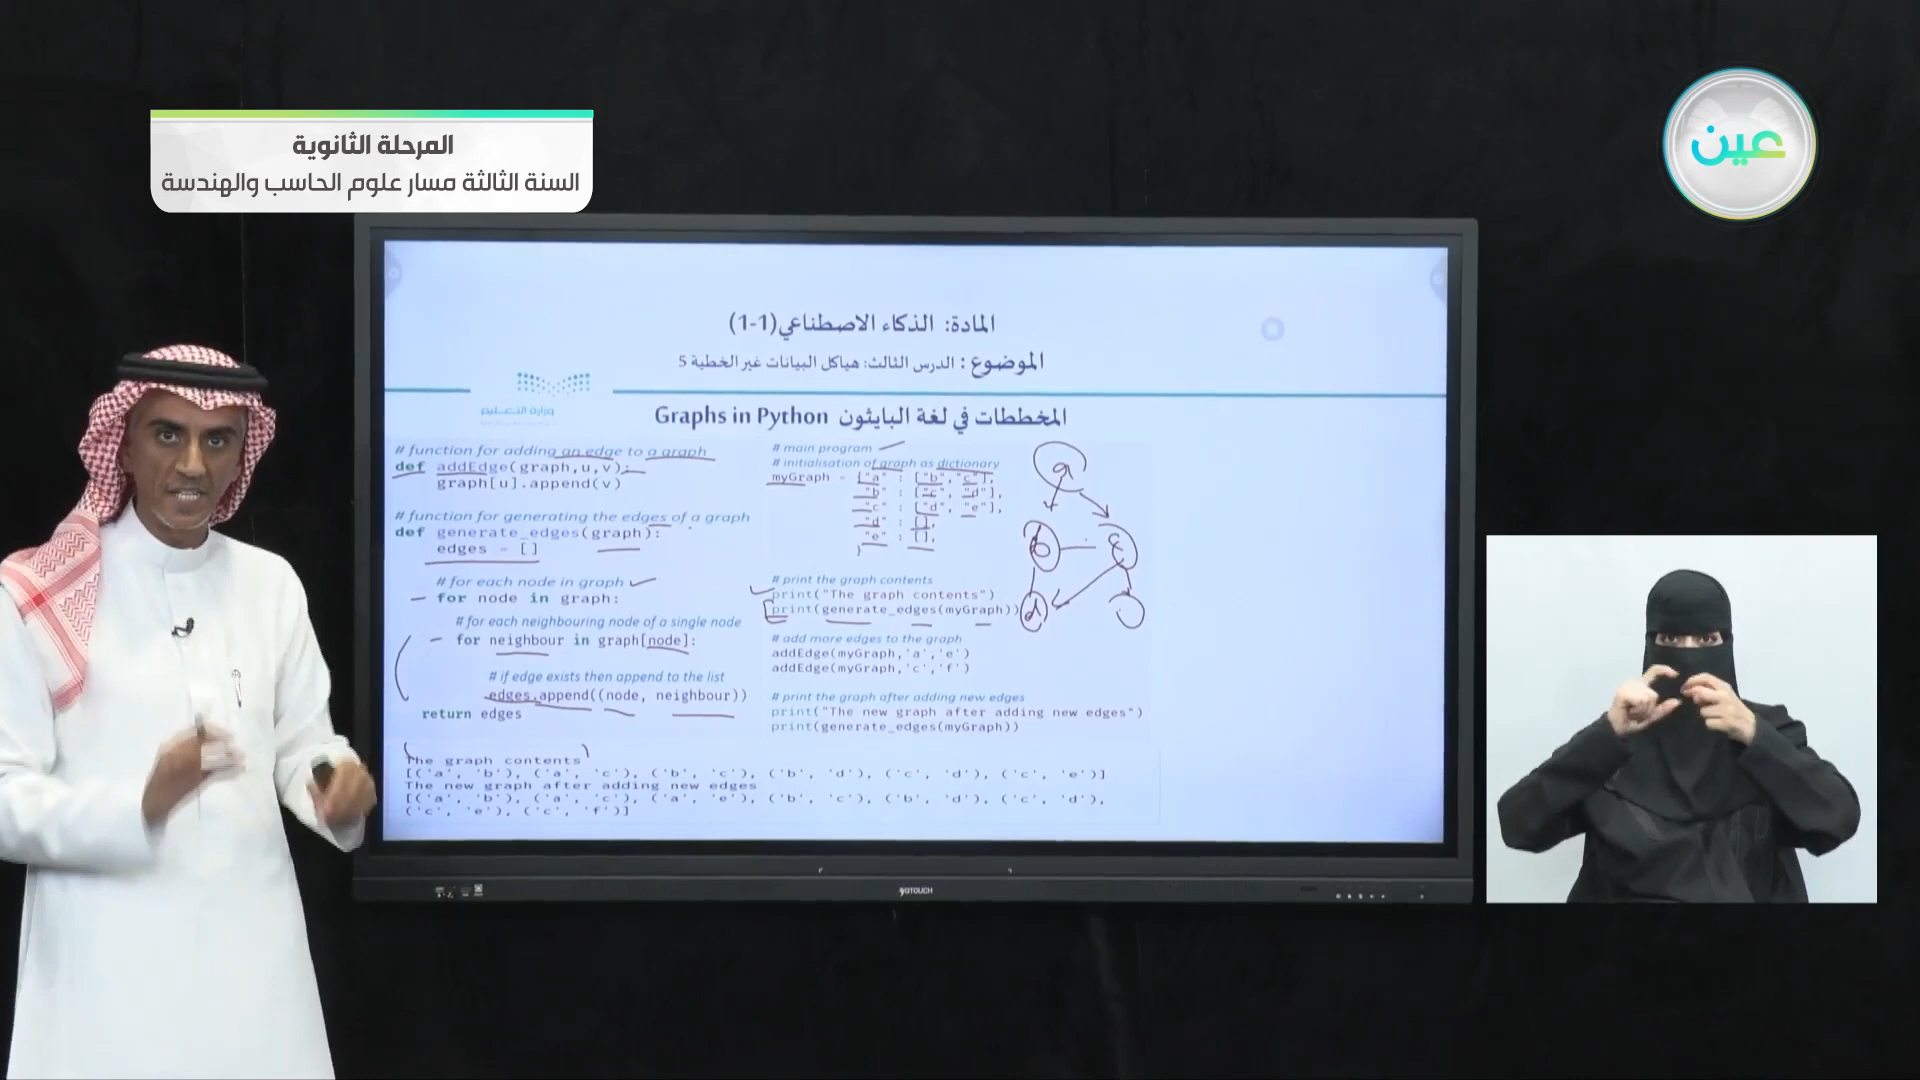 المرحلة الثانوية
السنة الثالثة مسار علوم الحاسب والهندسة
عين
المادة: الذكاء الاصطناعي(1-1)
الموضوع : الدرس الثالث: هياكل البيانات غير الخطية 5
وزارة التعليم
المخططات في لغة البايثون Graphs in Python
# function for adding an edge to a graph
def addEdge(graph,u,v):
graph[u].append(v)
# function for generating the edges of a graph
def generate_edges(graph):
edges = []
# for each node in graph
for node in graph:
# for each neighbouring node of a single node
for neighbour in graph[node]:
# if edge exists then append to the list
edges.append((node, neighbour))
return edges
# main program
# initialisation of graph as dictionary
myGraph = {"a" : ["b","c"],
"b" : ["c", "d"],
"c" : ["d", "e"],
"d" : [],
"e" : [],
}
# print the graph contents
print("The graph contents")
print(generate_edges(myGraph))
# add more edges to the graph
addEdge(myGraph,'a','e')
addEdge(myGraph,'c','f')
# print the graph after adding new edges
print("The new graph after adding new edges")
print(generate_edges(myGraph))
a
b
c
d
The graph contents
[('a', 'b'), ('a', 'c'), ('b', 'c'), ('b', 'd'), ('c', 'd'), ('c', 'e')]
The new graph after adding new edges
[('a', 'b'), ('a', 'c'), ('a', 'e'), ('b', 'c'), ('b', 'd'), ('c', 'd'),
('c', 'e'), ('c', 'f')]
YQTOUCH